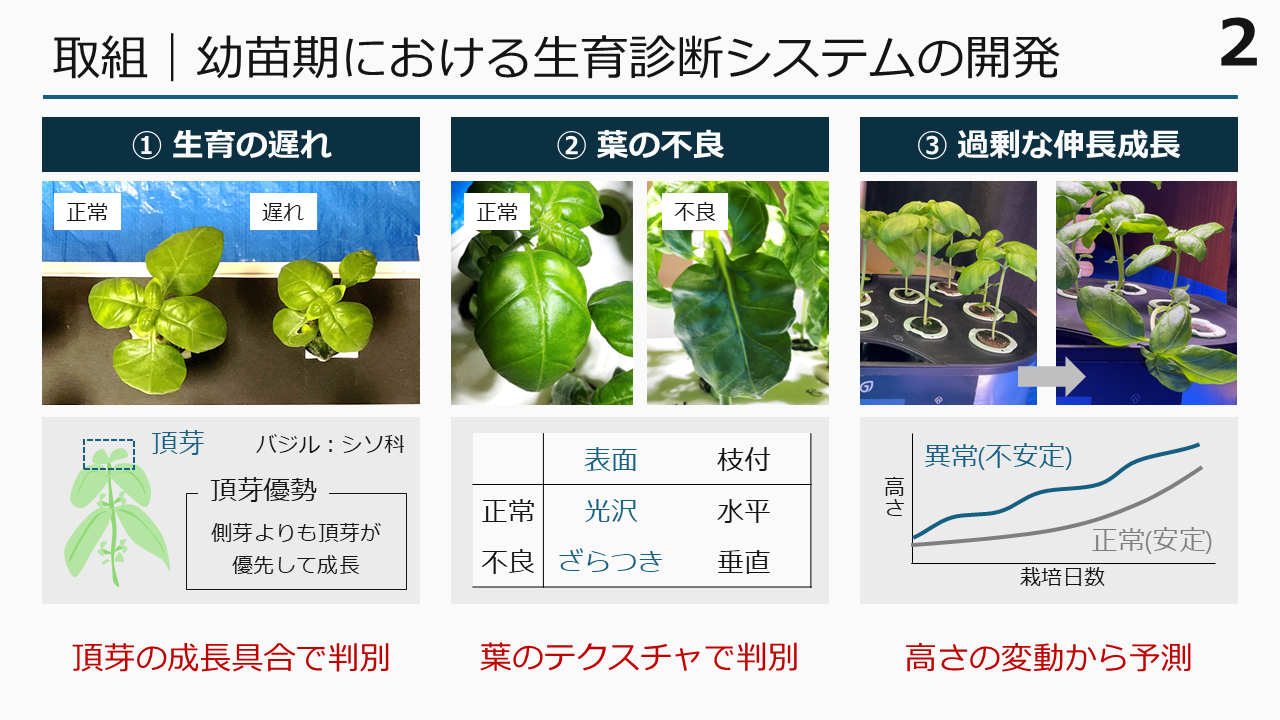 取組｜幼苗期における生育診断システムの開発
2
① 生育の遅れ
正常
遅れ
頂芽
バジル：シソ科
頂芽優勢
側芽よりも頂芽が
優先して成長
頂芽の成長具合で判別
② 葉の不良
正常
不良
表面 枝付
正常 光沢 水平
不良 ざらつき 垂直
葉のテクスチャで判別
③ 過剰な伸長成長
高さ
異常(不安定)
正常(安定)
栽培日数
高さの変動から予測